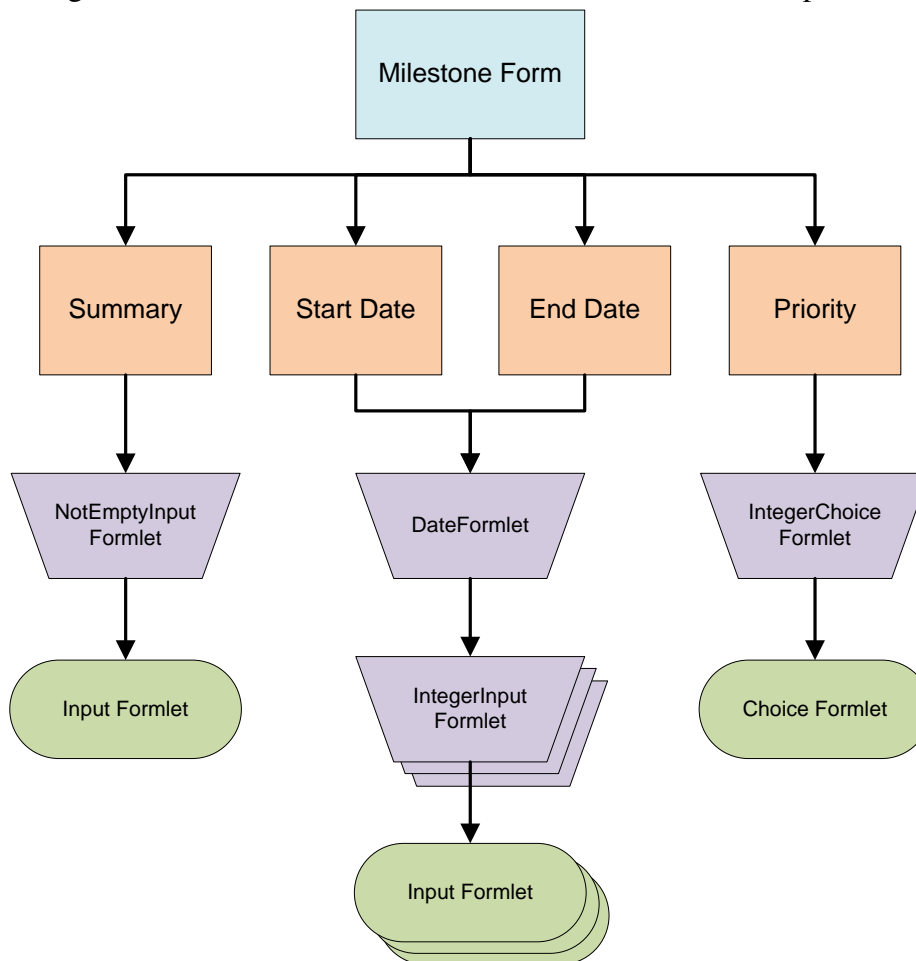 Milestone Form
Summary
Start Date
End Date
Priority
NotEmptyInput
Formlet
DateFormlet
IntegerChoice
Formlet
IntegerInput
Formlet
Input Formlet
Choice Formlet
Input Formlet